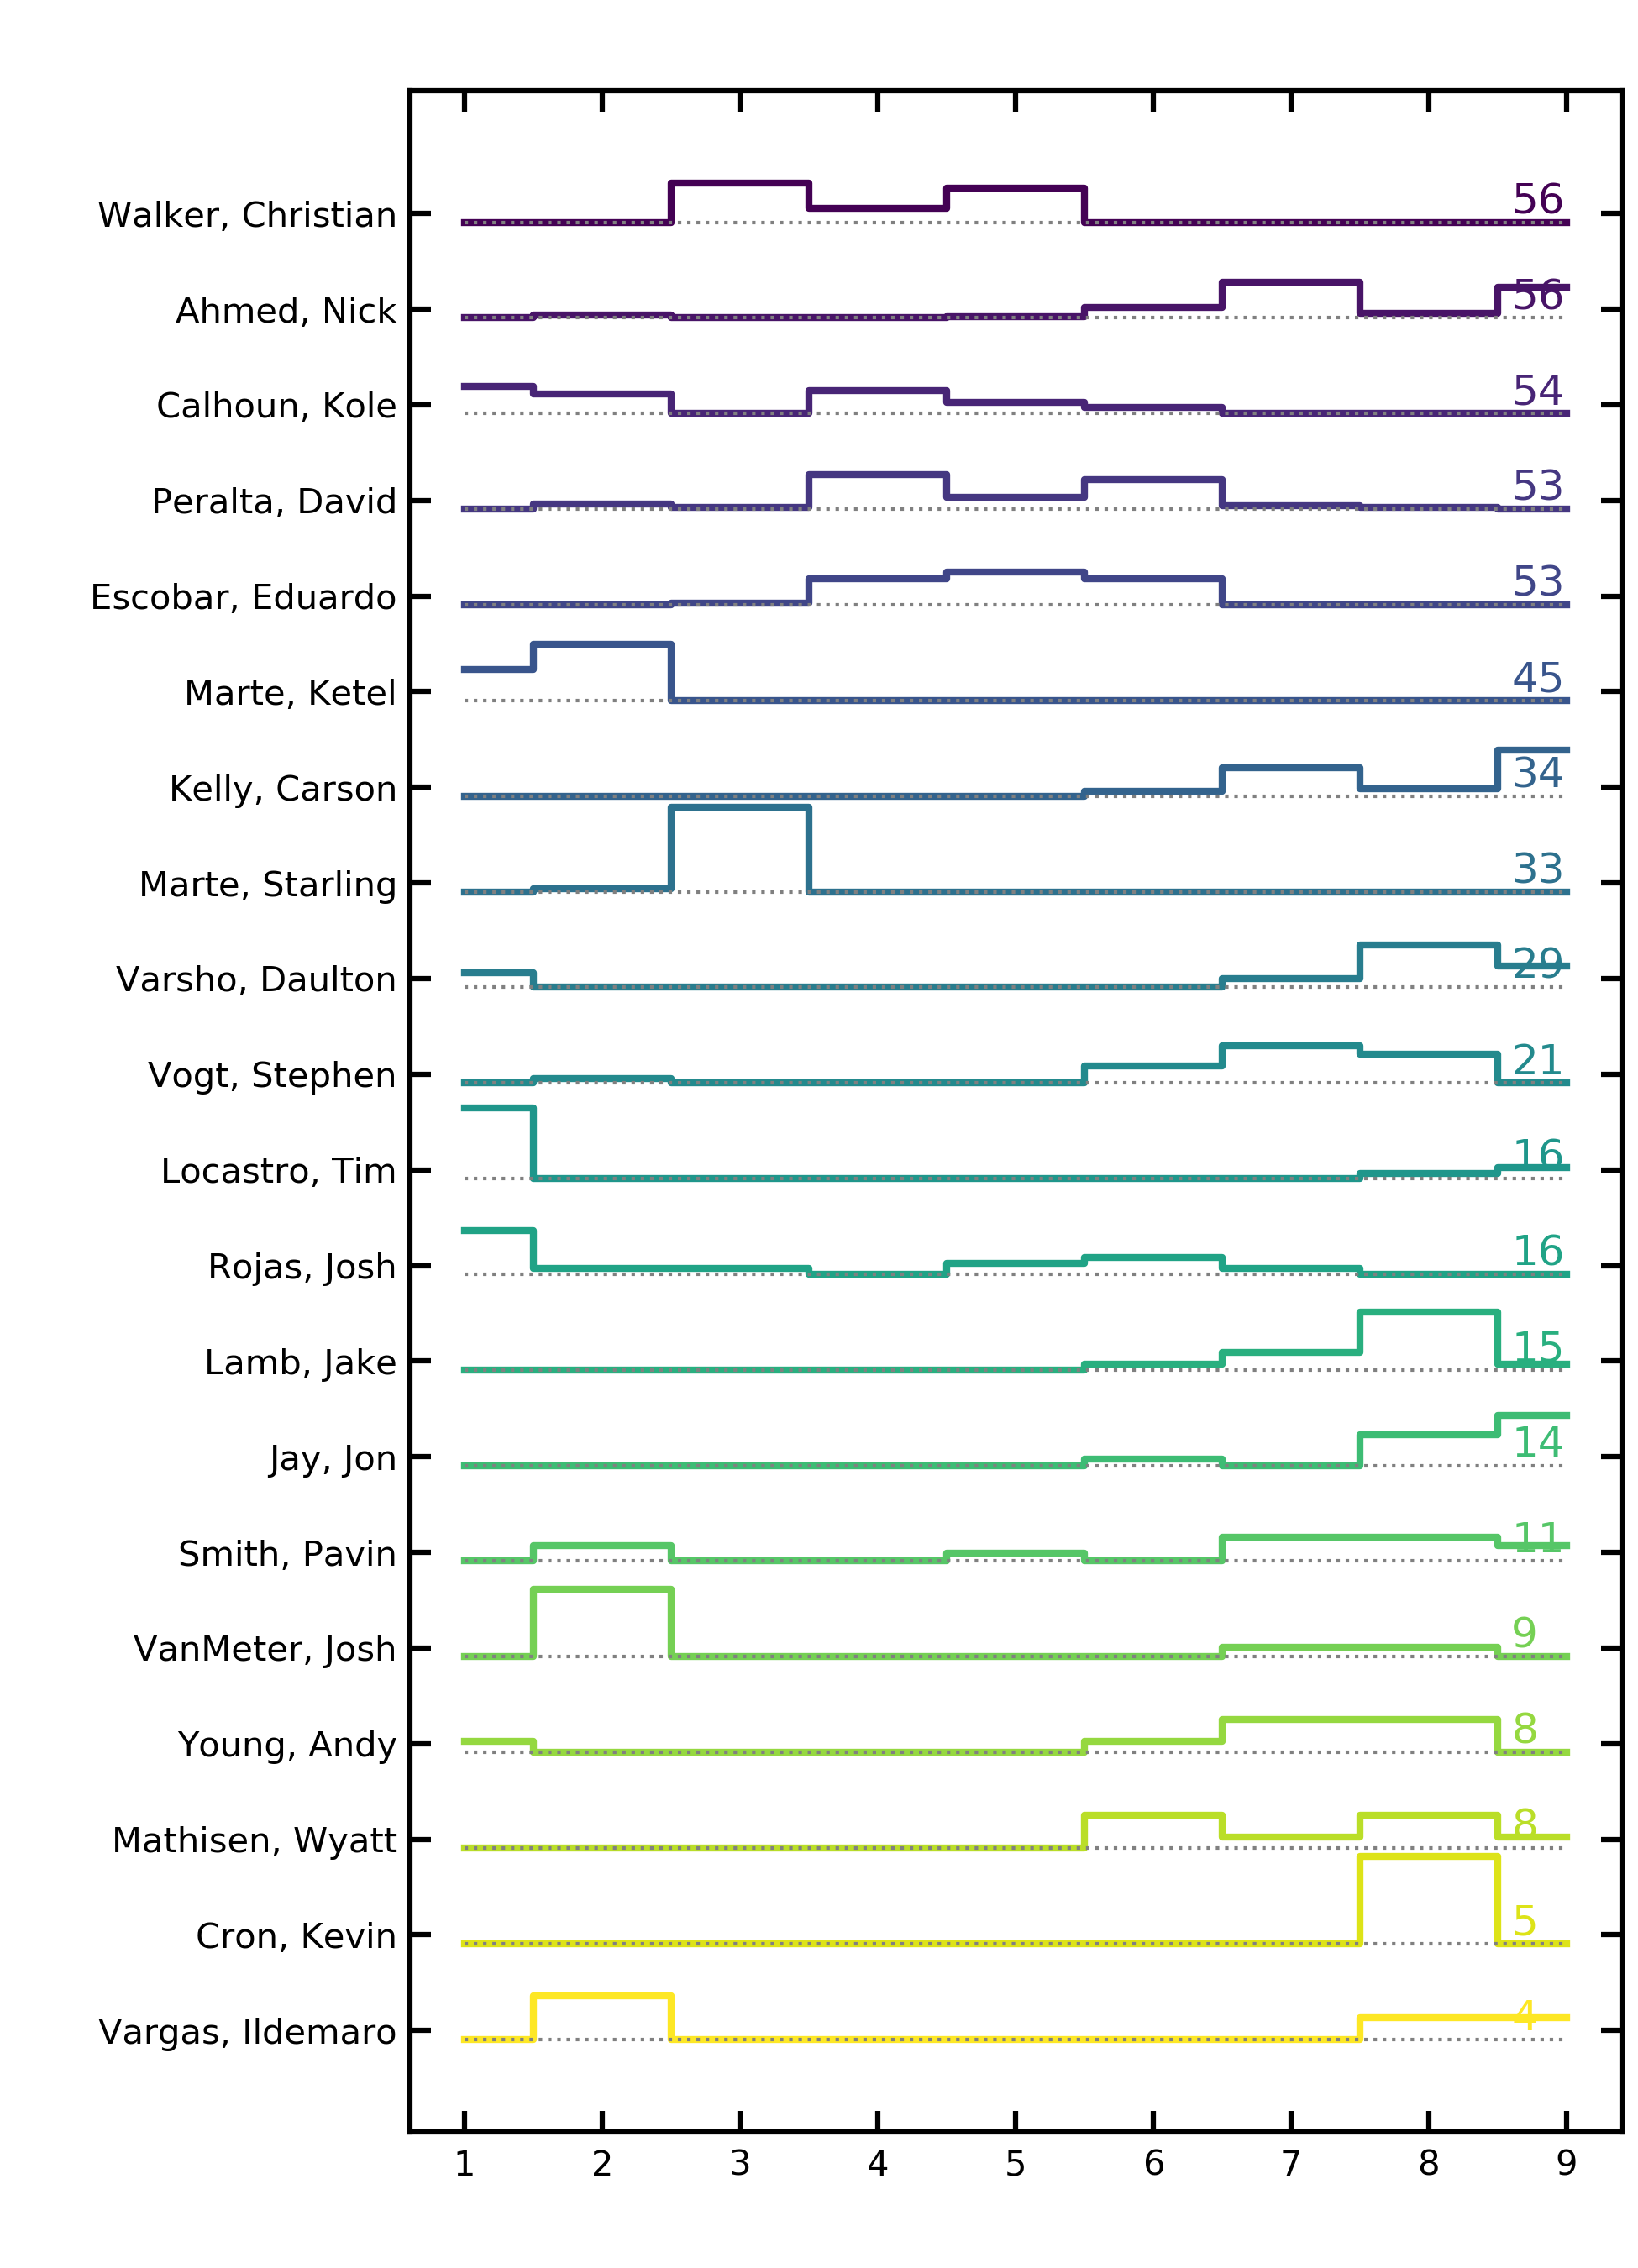 Walker, Christian 56
Ahmed, Nick 56
Calhoun, Kole 54
Peralta, David 53
Escobar, Eduardo 53
Marte, Ketel 45
Kelly, Carson 34
Marte, Starling 33
Varsho, Daulton 29
Vogt, Stephen 21
Locastro, Tim 16
Rojas, Josh 16
Lamb, Jake 15
Jay, Jon 14
Smith, Pavin 11
VanMeter, Josh 9
Young, Andy 8
Mathisen, Wyatt 8
Cron, Kevin 5
Vargas, Ildemaro 4
1 2 3 4 5 6 7 8 9